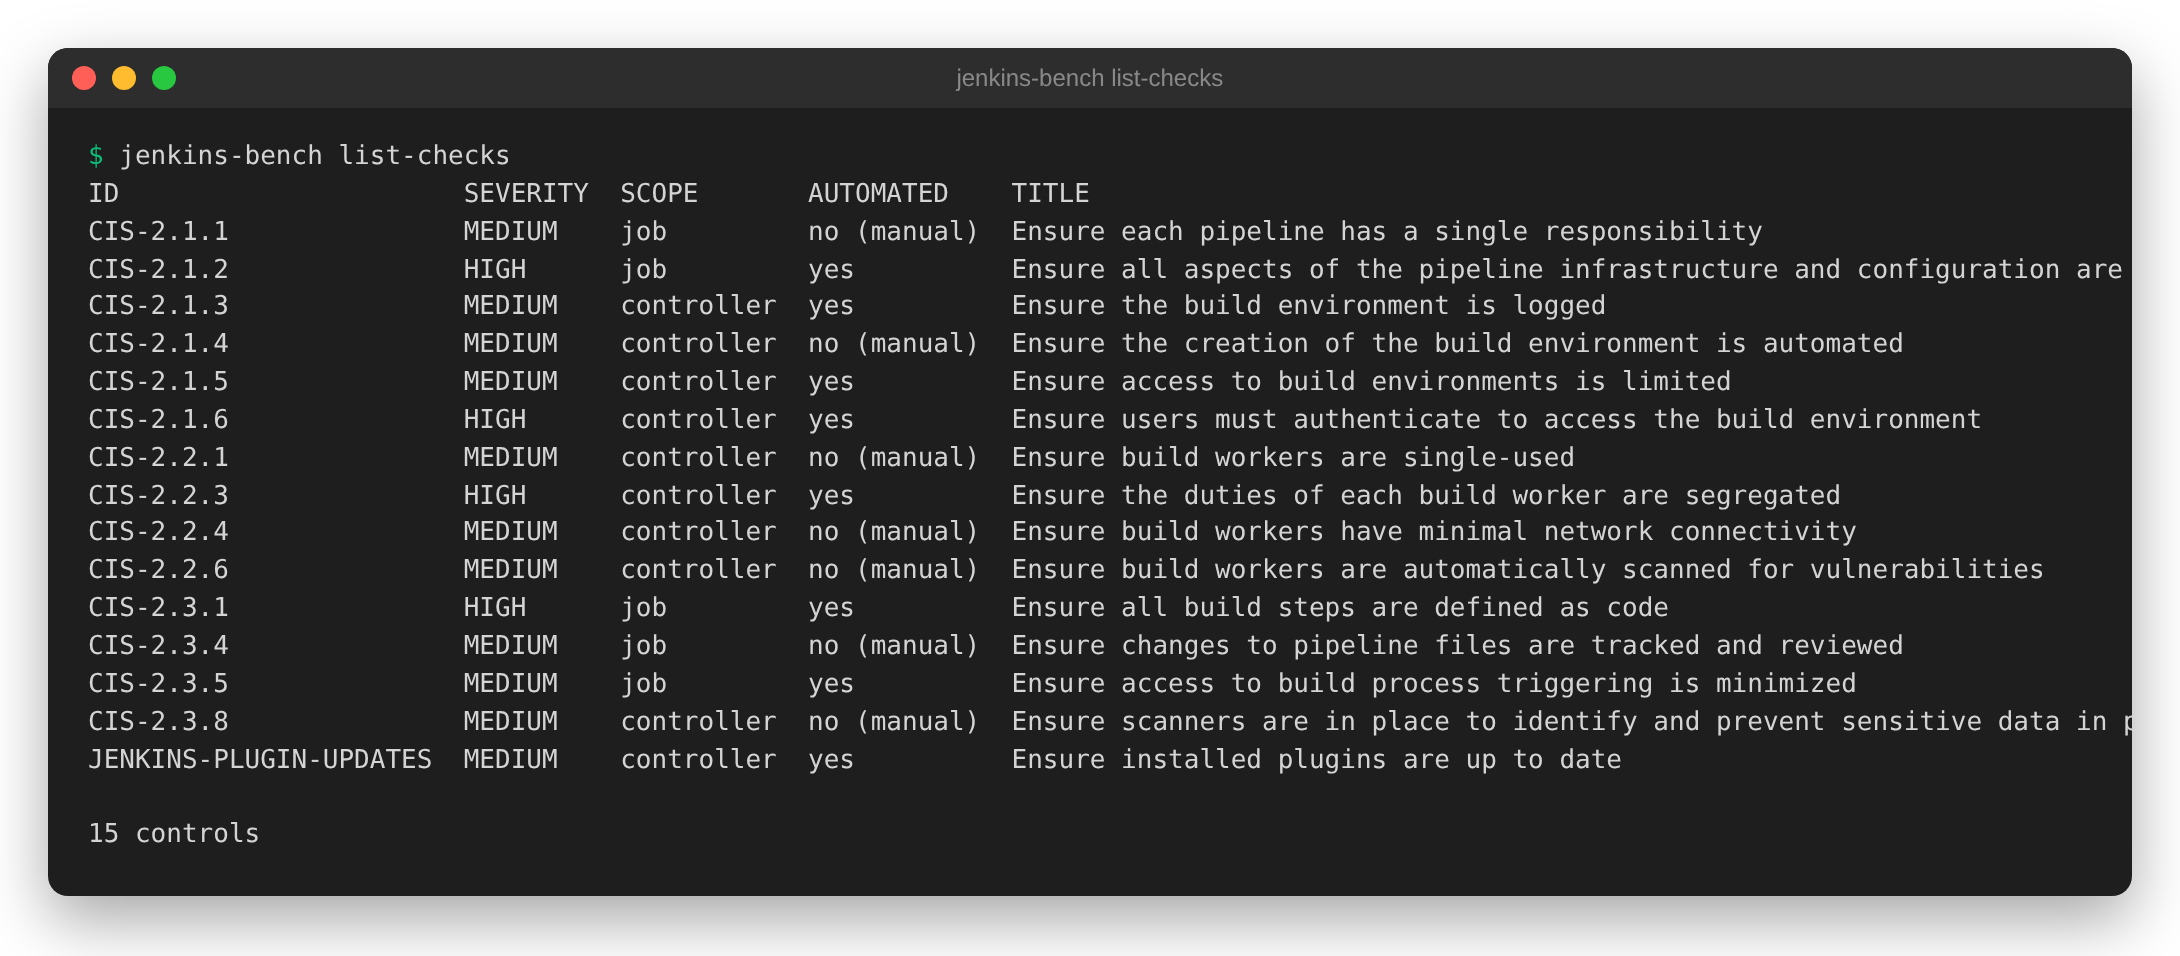 jenkins-bench list-checks
$ jenkins-bench list-checks
ID SEVERITY SCOPE AUTOMATED TITLE
CIS-2.1.1 MEDIUM job no (manual) Ensure each pipeline has a single responsibility
CIS-2.1.2 HIGH job yes Ensure all aspects of the pipeline infrastructure and configuration are
CIS-2.1.3 MEDIUM controller yes Ensure the build environment is logged
CIS-2.1.4 MEDIUM controller no (manual) Ensure the creation of the build environment is automated
CIS-2.1.5 MEDIUM controller yes Ensure access to build environments is limited
CIS-2.1.6 HIGH controller yes Ensure users must authenticate to access the build environment
CIS-2.2.1 MEDIUM controller no (manual) Ensure build workers are single-used
CIS-2.2.3 HIGH controller yes Ensure the duties of each build worker are segregated
CIS-2.2.4 MEDIUM controller no (manual) Ensure build workers have minimal network connectivity
CIS-2.2.6 MEDIUM controller no (manual) Ensure build workers are automatically scanned for vulnerabilities
CIS-2.3.1 HIGH job yes Ensure all build steps are defined as code
CIS-2.3.4 MEDIUM job no (manual) Ensure changes to pipeline files are tracked and reviewed
CIS-2.3.5 MEDIUM job yes Ensure access to build process triggering is minimized
CIS-2.3.8 MEDIUM controller no (manual) Ensure scanners are in place to identify and prevent sensitive data in
JENKINS-PLUGIN-UPDATES MEDIUM controller yes Ensure installed plugins are up to date
15 controls